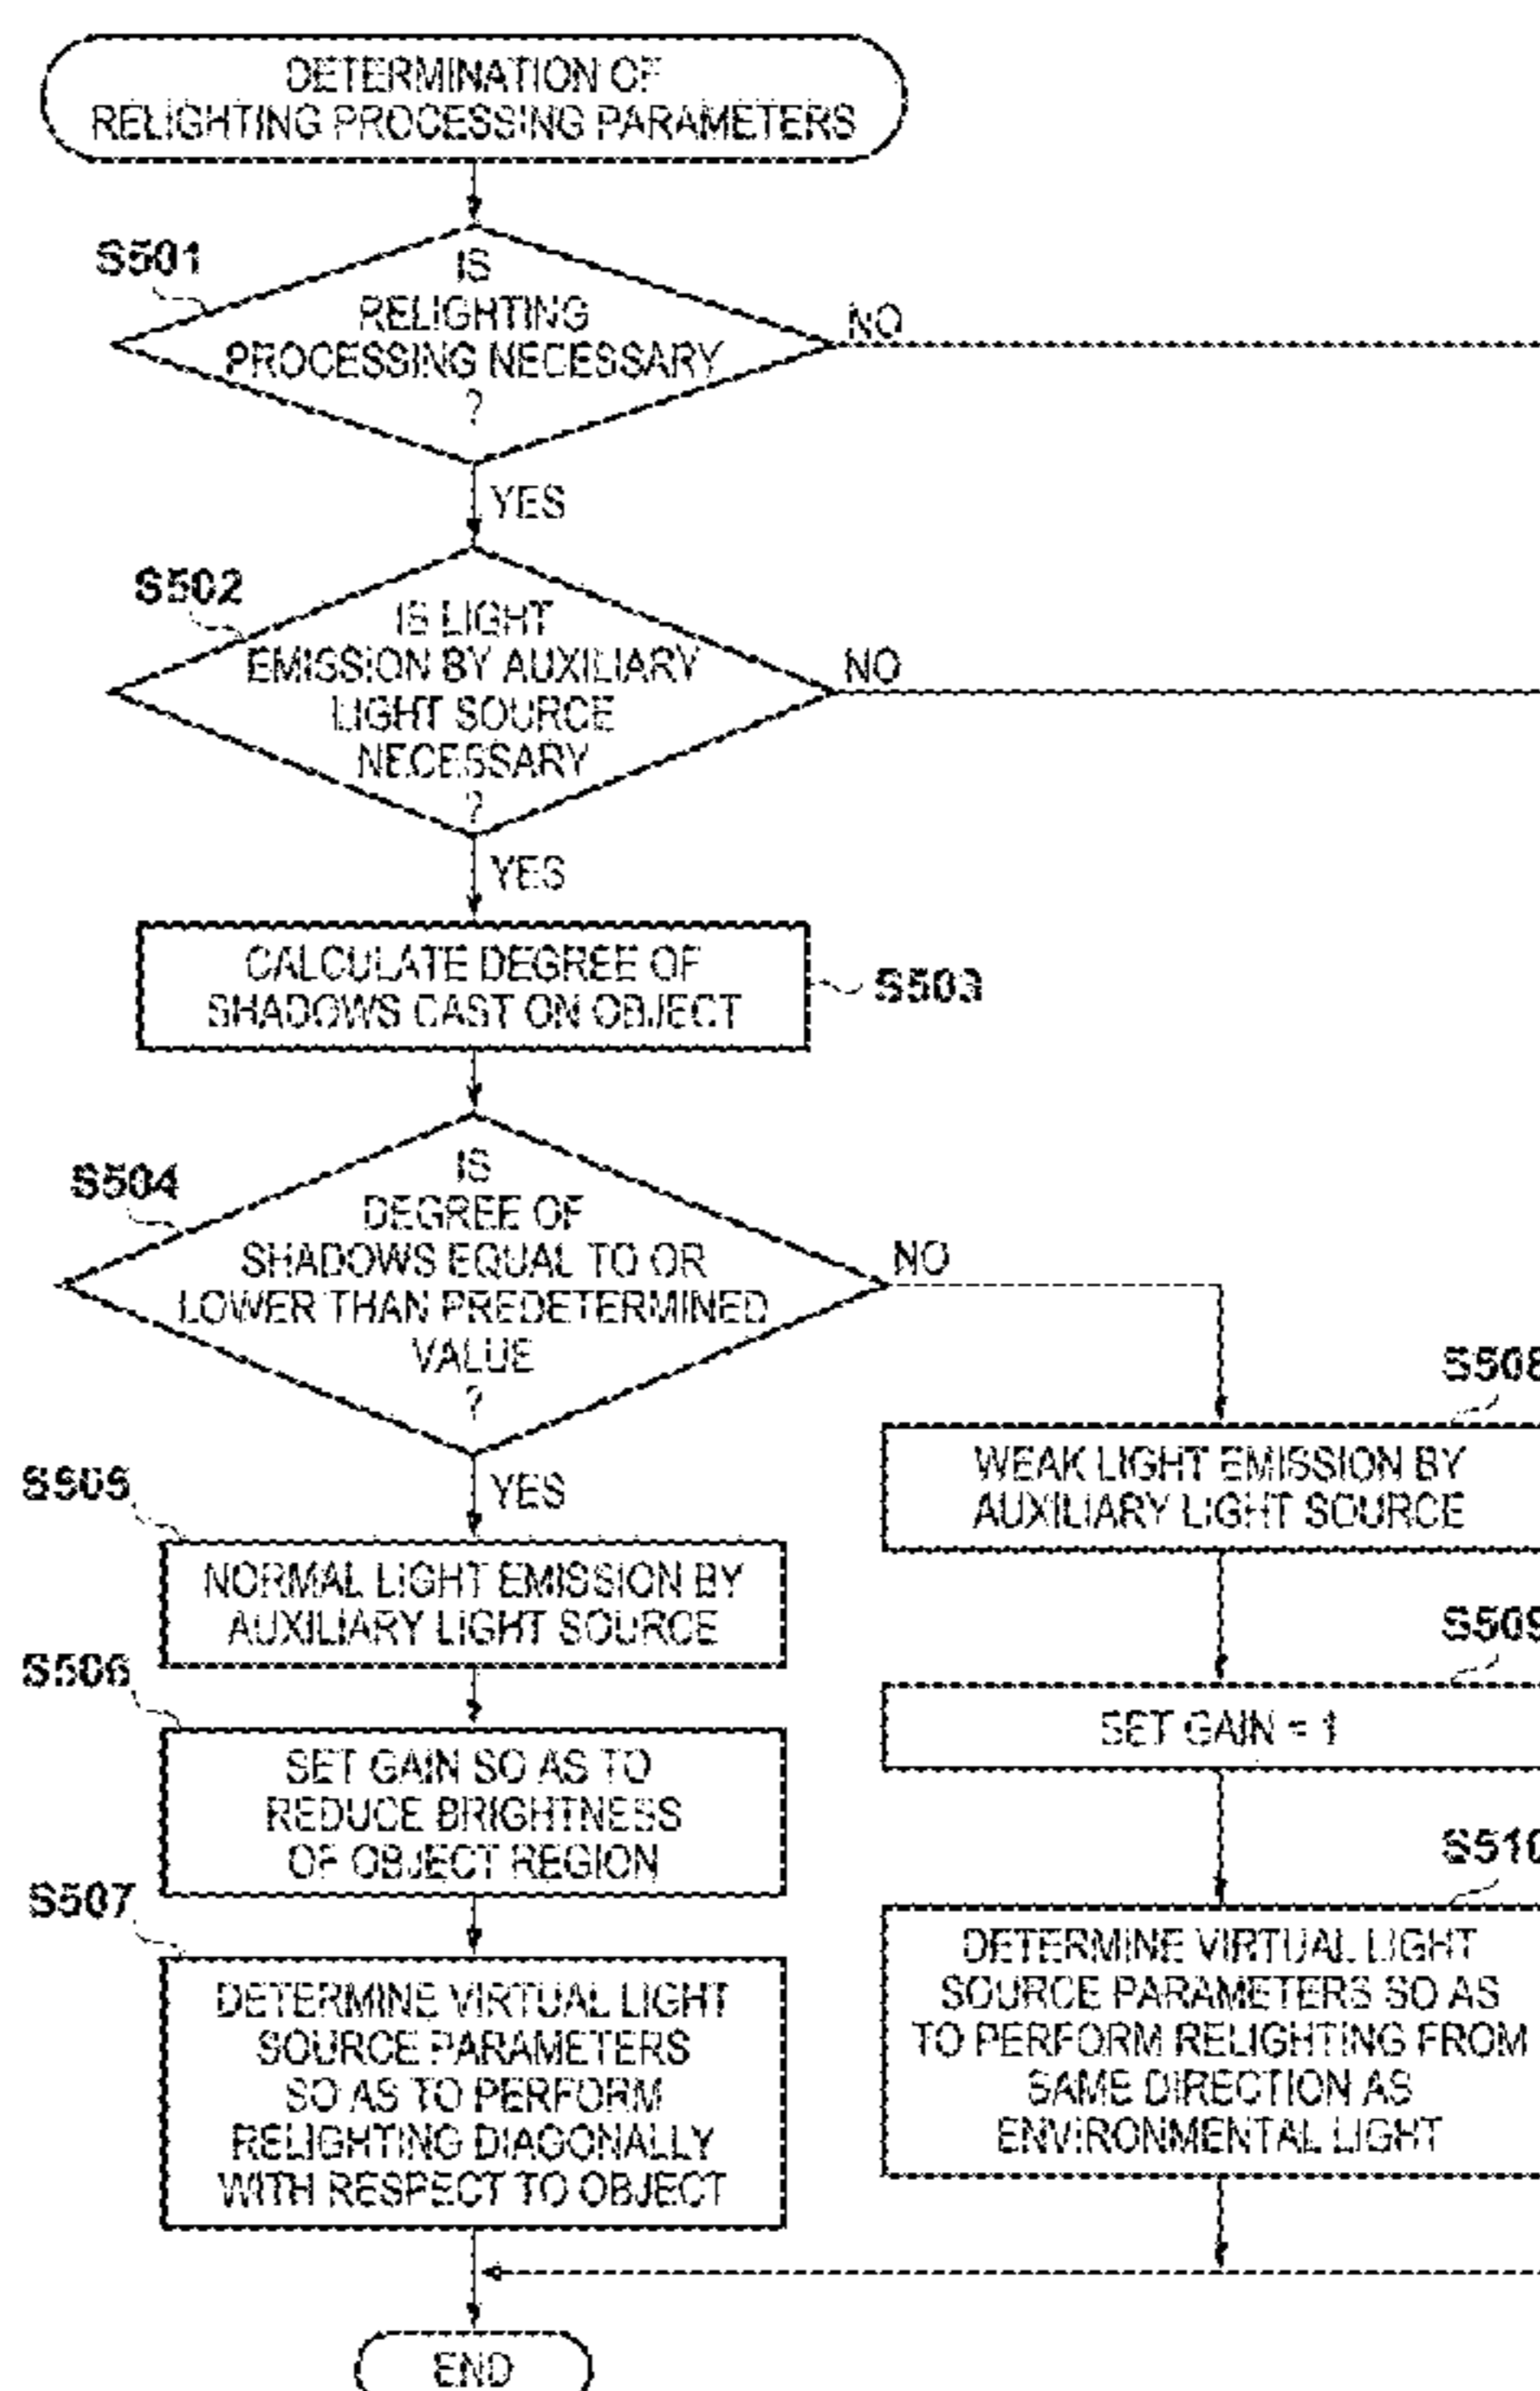 DETERMINATION OF
RELIGHTING PROCESSING PARAMETERS
S501
IS
RELIGHTING
PROCESSING NECESSARY
?
NO
YES
S502
IS LIGHT
EMISSION BY AUXILIARY
LIGHT SOURCE
NECESSARY
?
NO
YES
CALCULATE DEGREE OF
SHADOWS CAST ON OBJECT
S503
S504
IS
DEGREE OF
SHADOWS EQUAL TO OR
LOWER THAN PREDETERMINED
VALUE
?
NO
YES
S505
NORMAL LIGHT EMISSION BY
AUXILIARY LIGHT SOURCE
S506
SET GAIN SO AS TO
REDUCE BRIGHTNESS
OF OBJECT REGION
S507
DETERMINE VIRTUAL LIGHT
SOURCE PARAMETERS
SO AS TO PERFORM
RELIGHTING DIAGONALLY
WITH RESPECT TO OBJECT
S508
WEAK LIGHT EMISSION BY
AUXILIARY LIGHT SOURCE
S509
SET GAIN = 1
S510
DETERMINE VIRTUAL LIGHT
SOURCE PARAMETERS SO AS
TO PERFORM RELIGHTING FROM
SAME DIRECTION AS
ENVIRONMENTAL LIGHT
END